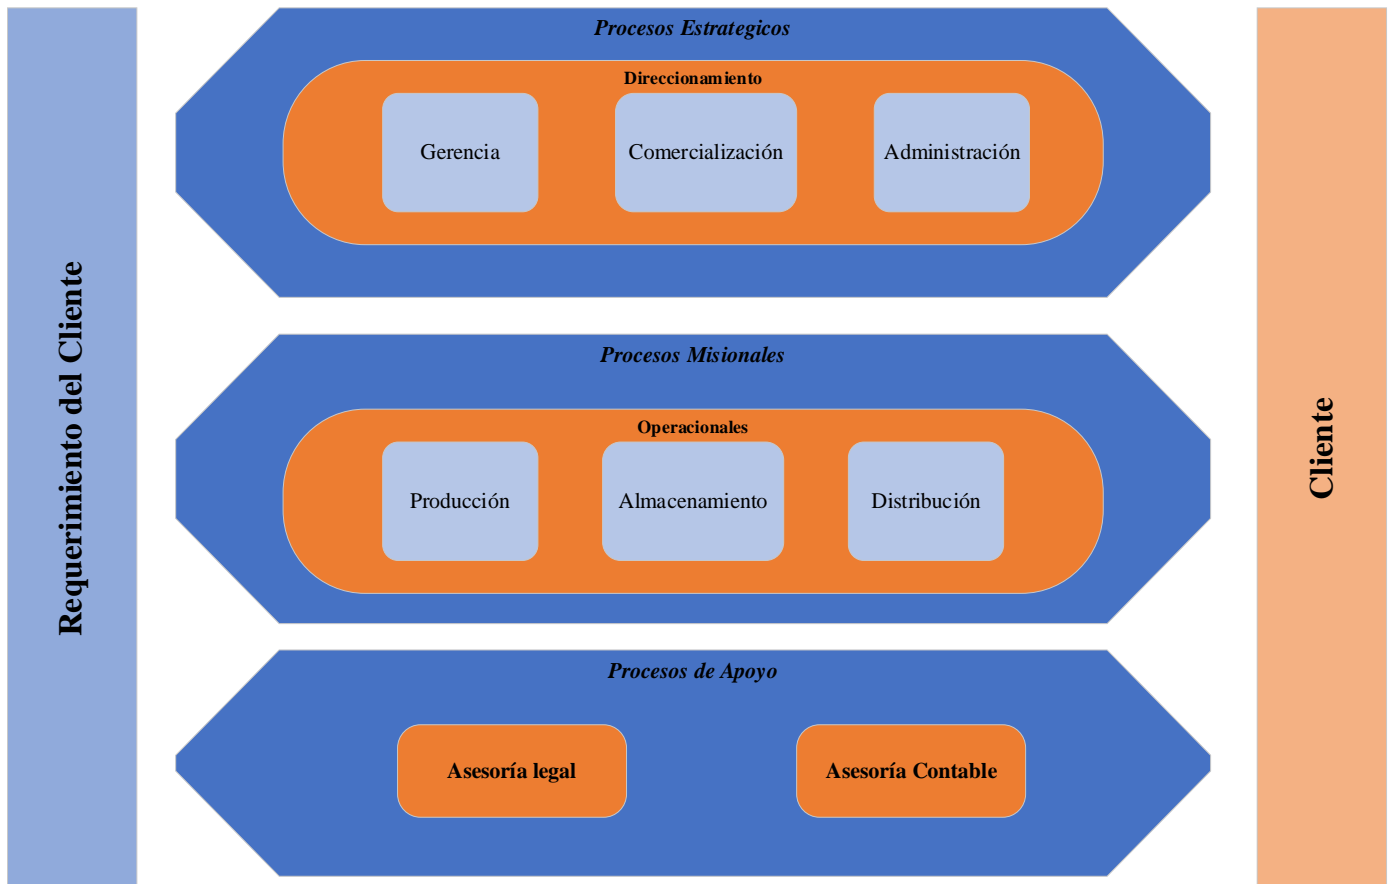 Requerimiento del Cliente
Procesos Estrategicos
Direccionamiento
Gerencia
Comercialización
Administración
Procesos Misionales
Operacionales
Producción
Almacenamiento
Distribución
Procesos de Apoyo
Asesoría legal
Asesoría Contable
Cliente